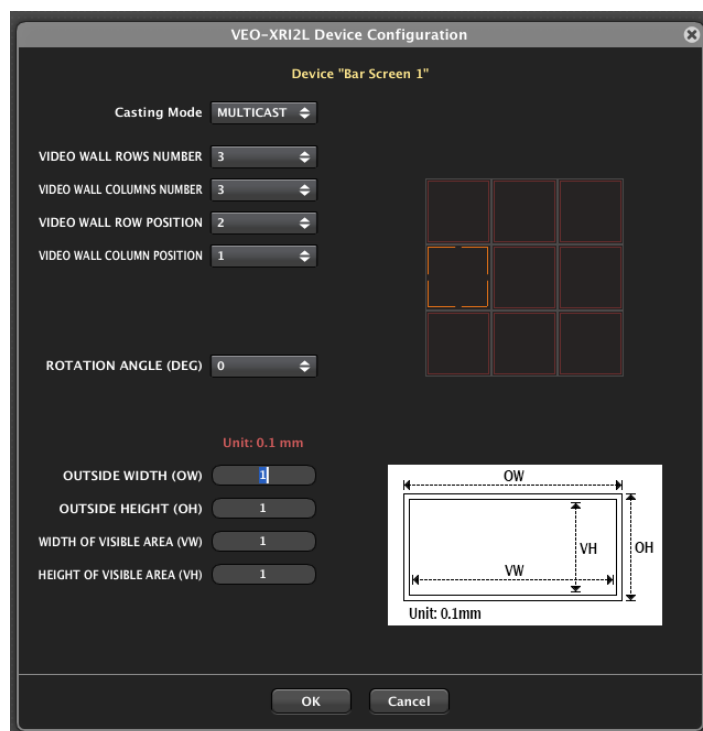 VEO-XRI2L Device Configuration
Device "Bar Screen 1"
Casting Mode MULTICAST
VIDEO WALL ROWS NUMBER 3
VIDEO WALL COLUMNS NUMBER 3
VIDEO WALL ROW POSITION 2
VIDEO WALL COLUMN POSITION 1
ROTATION ANGLE (DEG) 0
Unit: 0.1 mm
OUTSIDE WIDTH (OW) 1
OUTSIDE HEIGHT (OH) 1
WIDTH OF VISIBLE AREA (VW) 1
HEIGHT OF VISIBLE AREA (VH) 1
OW
VH
OH
VW
Unit: 0.1mm
OK Cancel